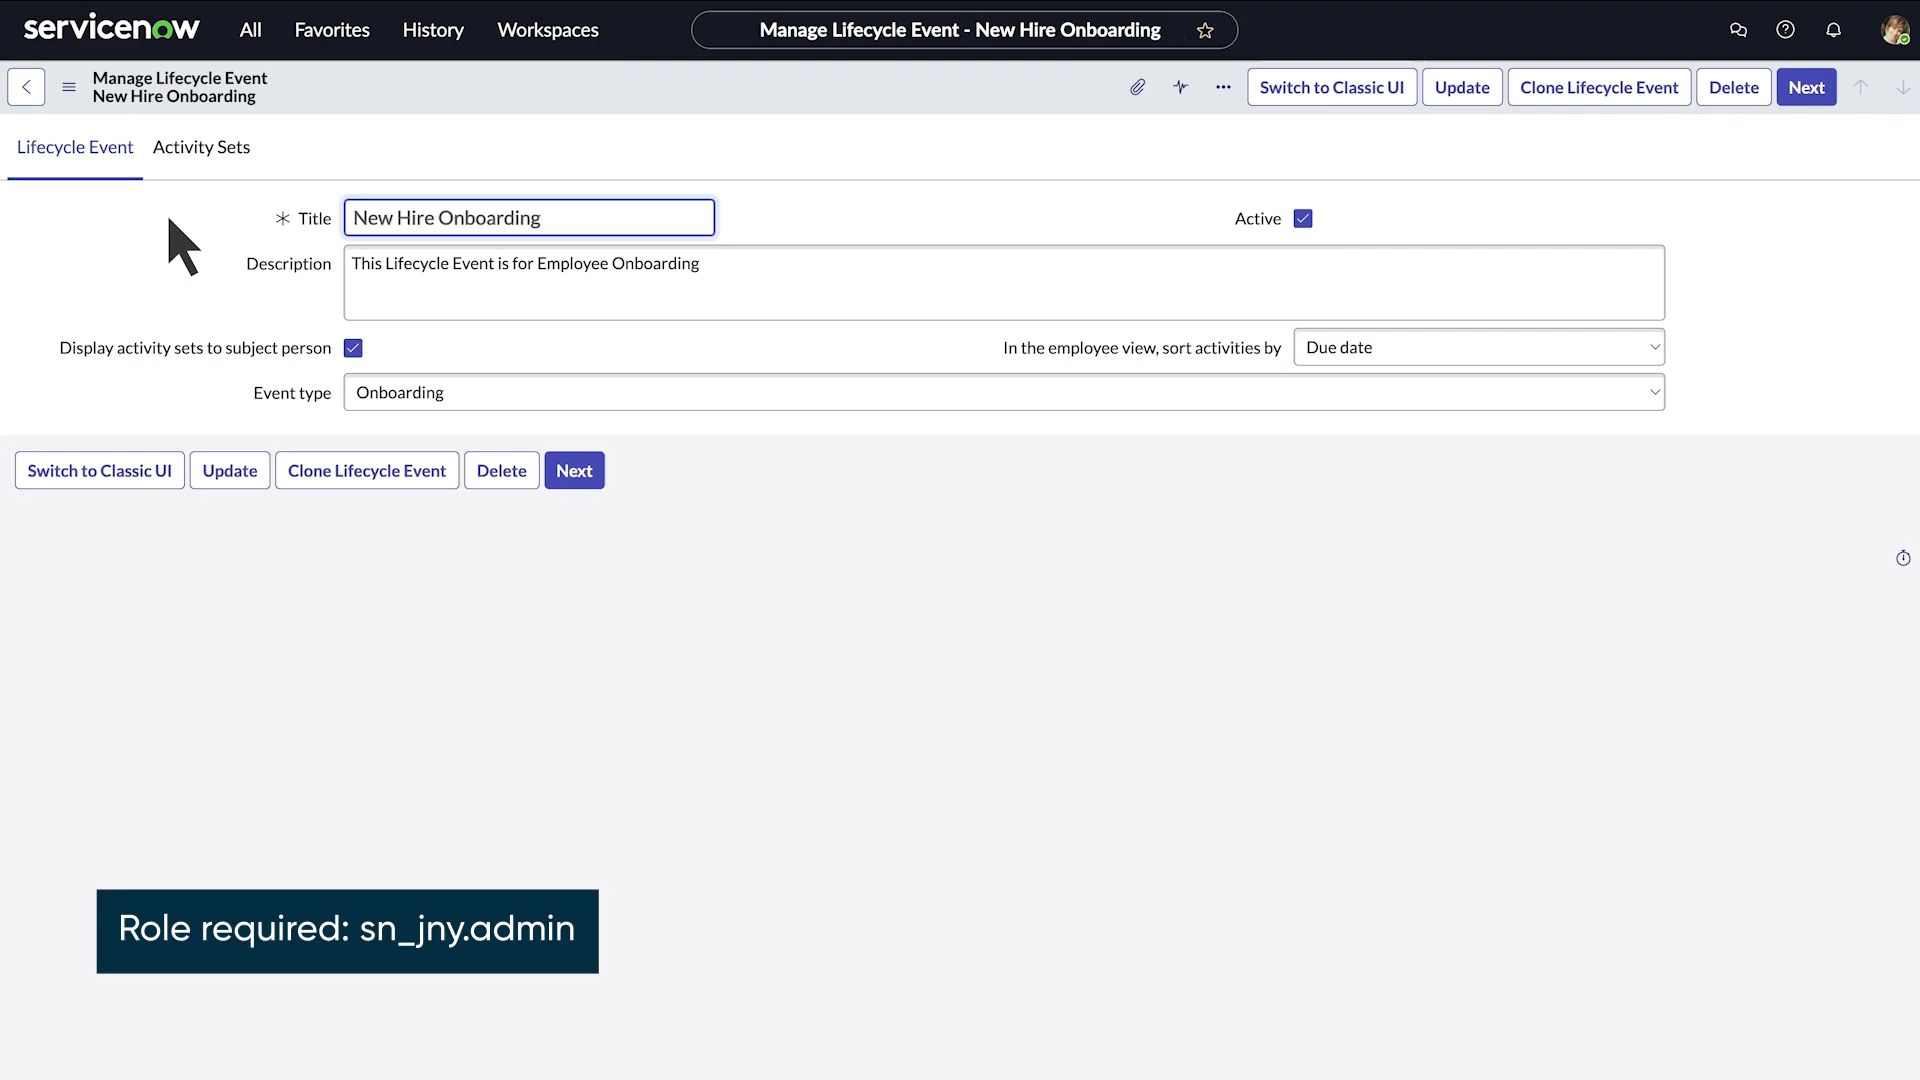 servicenow All Favorites History Workspaces Manage Lifecycle Event - New Hire Onboarding
Manage Lifecycle Event
New Hire Onboarding
Switch to Classic UI Update Clone Lifecycle Event Delete Next
Lifecycle Event Activity Sets
Title New Hire Onboarding Active
Description This Lifecycle Event is for Employee Onboarding
Display activity sets to subject person In the employee view, sort activities by Due date
Event type Onboarding
Switch to Classic UI Update Clone Lifecycle Event Delete Next
Role required: sn_jny.admin